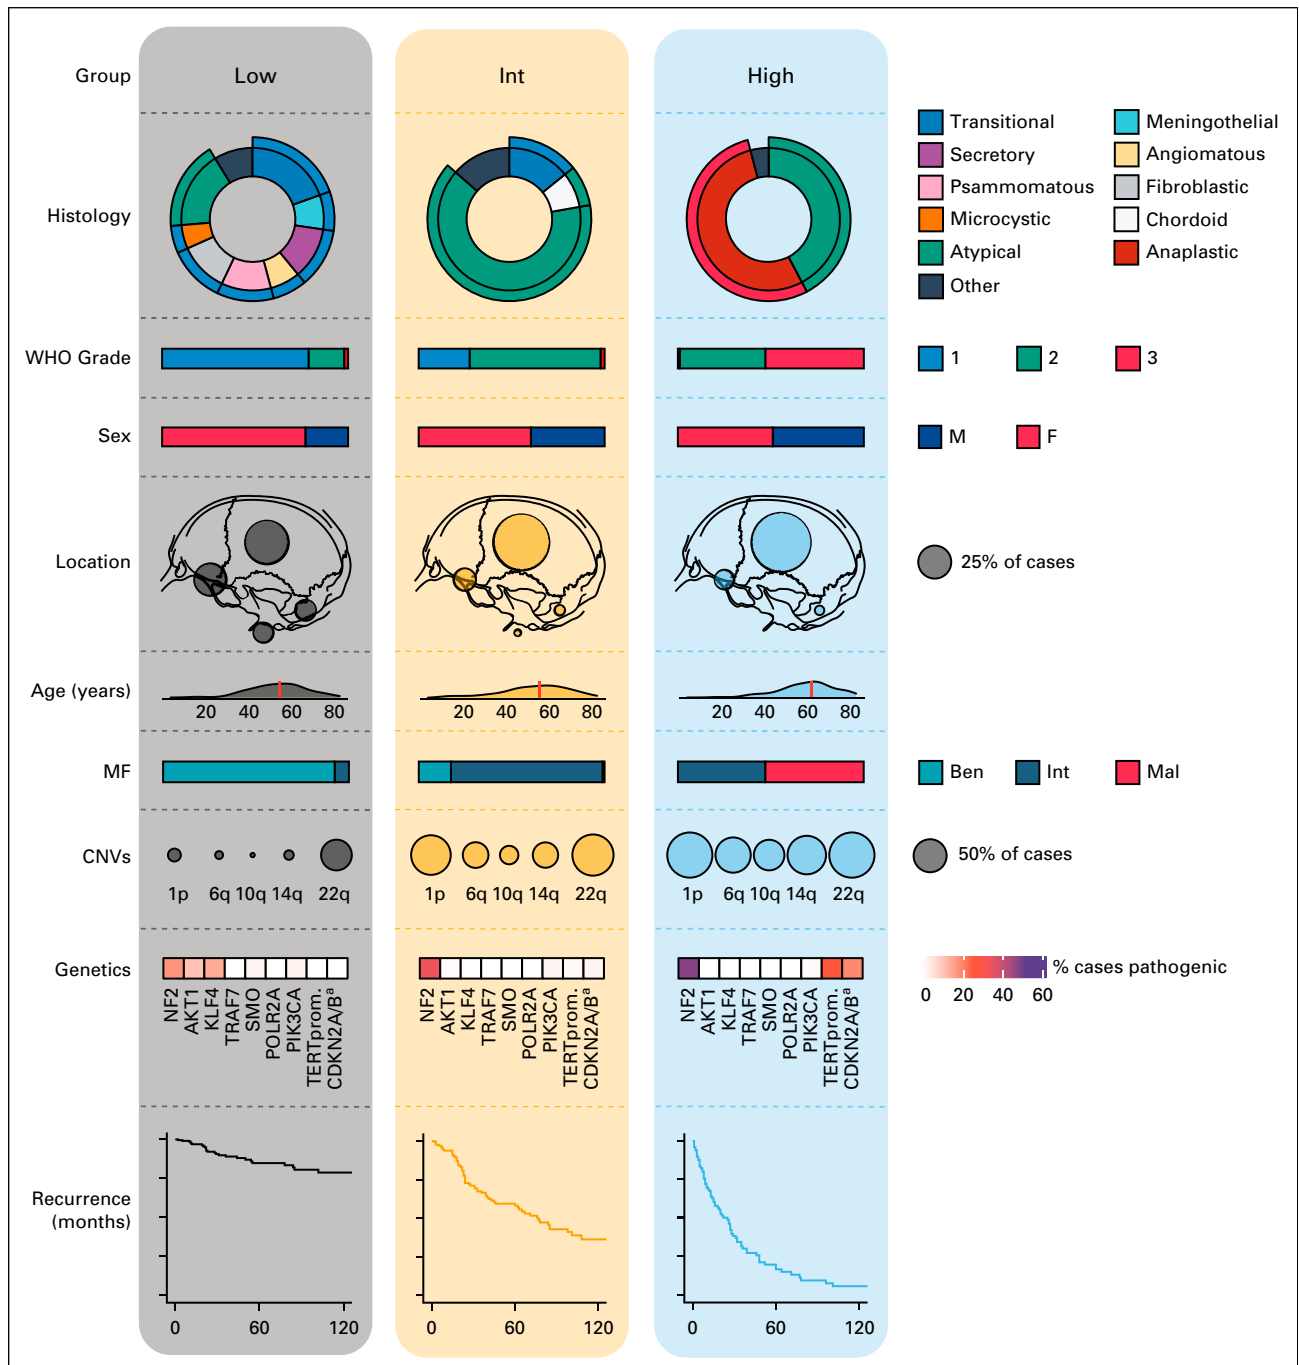 Group
Low
Int
High
Histology
Transitional
Meningothelial
Secretory
Angiomatous
Psammomatous
Fibroblastic
Microcystic
Chordoid
Atypical
Anaplastic
Other
WHO Grade
1
2
3
Sex
M
F
Location
25% of cases
Age (years)
20 40 60 80
20 40 60 80
20 40 60 80
MF
Ben
Int
Mal
CNVs
50% of cases
1p 6q 10q 14q 22q
1p 6q 10q 14q 22q
1p 6q 10q 14q 22q
Genetics
% cases pathogenic
0 20 40 60
NF2
AKT1
KLF4
TRAF7
SMO
POLR2A
PIK3CA
TERTprom.
CDKN2A/Bª
NF2
AKT1
KLF4
TRAF7
SMO
POLR2A
PIK3CA
TERTprom.
CDKN2A/Bª
NF2
AKT1
KLF4
TRAF7
SMO
POLR2A
PIK3CA
TERTprom.
CDKN2A/Bª
Recurrence
(months)
0 60 120
0 60 120
0 60 120